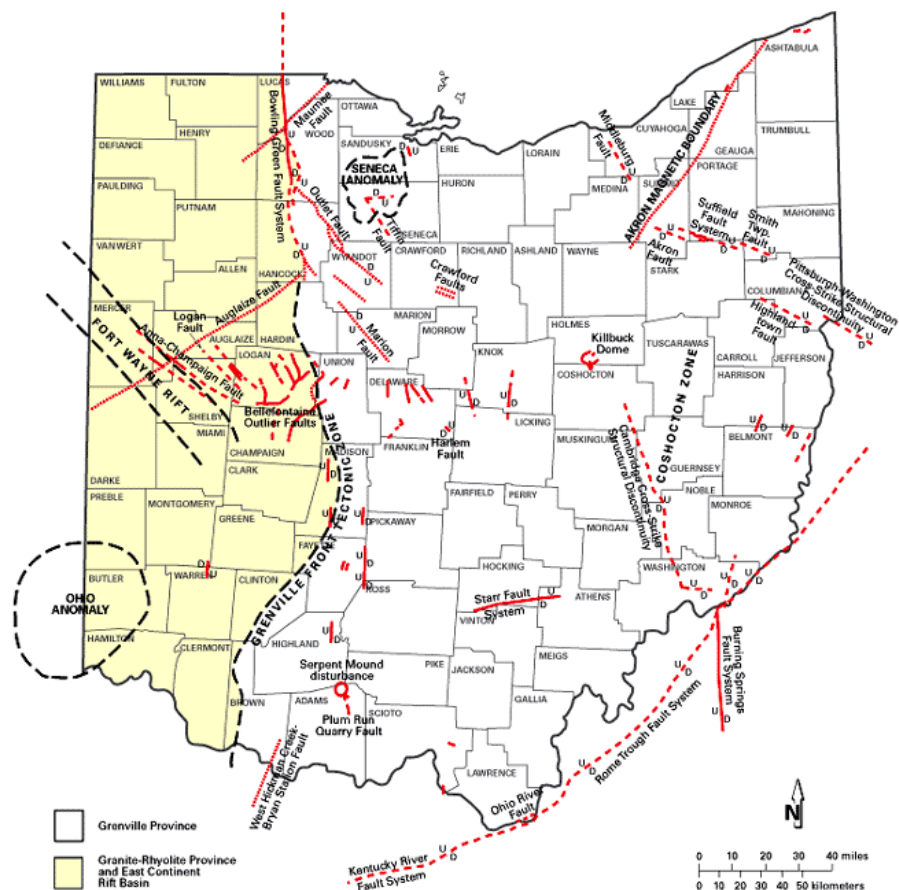 WILLIAMS
FULTON
LUCAS
OTTAWA
ASHTABULA
LAKE
HENRY
WOOD
SANDUSKY
ERIE
LORAIN
CUYAHOGA
GEAUGA
TRUMBULL
DEFIANCE
Maumee
Fault
Bowling Green Fault System
SENECA
ANOMALY
HURON
MEDINA
Middleburg
Fault
SUMMIT
PORTAGE
AKRON MAGNETIC BOUNDARY
PAULDING
PUTNAM
Outlet Fault
Tiffin
Fault
SENECA
MAHONING
Suffield
Fault
System
Smith
Twp.
Fault
Akron
Fault
VANWERT
ALLEN
HANCOCK
WYANDOT
CRAWFORD
RICHLAND
ASHLAND
WAYNE
STARK
Crawford
Faults
COLUMBIANA
Pittsburgh-Washington
Cross-Strike Structural
Discontinuity
Highland-
town
Fault
MERCER
Logan
Fault
Auglaize Fault
AUGLAIZE
HARDIN
MARION
Marion
Fault
MORROW
HOLMES
Killbuck
Dome
TUSCARAWAS
CARROLL
JEFFERSON
FORT WAYNE RIFT
Anna-Champaign Fault
LOGAN
UNION
KNOX
COSHOCTON
HARRISON
DELAWARE
SHELBY
Bellefontaine
Outlier Faults
LICKING
COSHOCTON ZONE
MIAMI
CHAMPAIGN
MADISON
FRANKLIN
Harlem
Fault
MUSKINGUM
Cambridge Cross-Strike
Structural Discontinuity
GUERNSEY
BELMONT
DARKE
CLARK
PREBLE
MONTGOMERY
GREENE
FAIRFIELD
PERRY
NOBLE
MONROE
PICKAWAY
MORGAN
FAYETTE
GRENVILLE FRONT TECTONIC ZONE
BUTLER
WARREN
CLINTON
HOCKING
WASHINGTON
OHIO
ANOMALY
ROSS
Starr Fault
System
ATHENS
VINTON
HAMILTON
CLERMONT
HIGHLAND
Serpent Mound
disturbance
PIKE
JACKSON
MEIGS
Burning Springs
Fault System
BROWN
ADAMS
SCIOTO
GALLIA
Plum Run
Quarry Fault
Rome Trough Fault System
West Hickman Creek-
Bryan Station Fault
LAWRENCE
Ohio River
Fault
Kentucky River
Fault System
Grenville Province
Granite-Rhyolite Province
and East Continent
Rift Basin
N
0 10 20 30 40 miles
0 10 20 30 40 50 kilometers